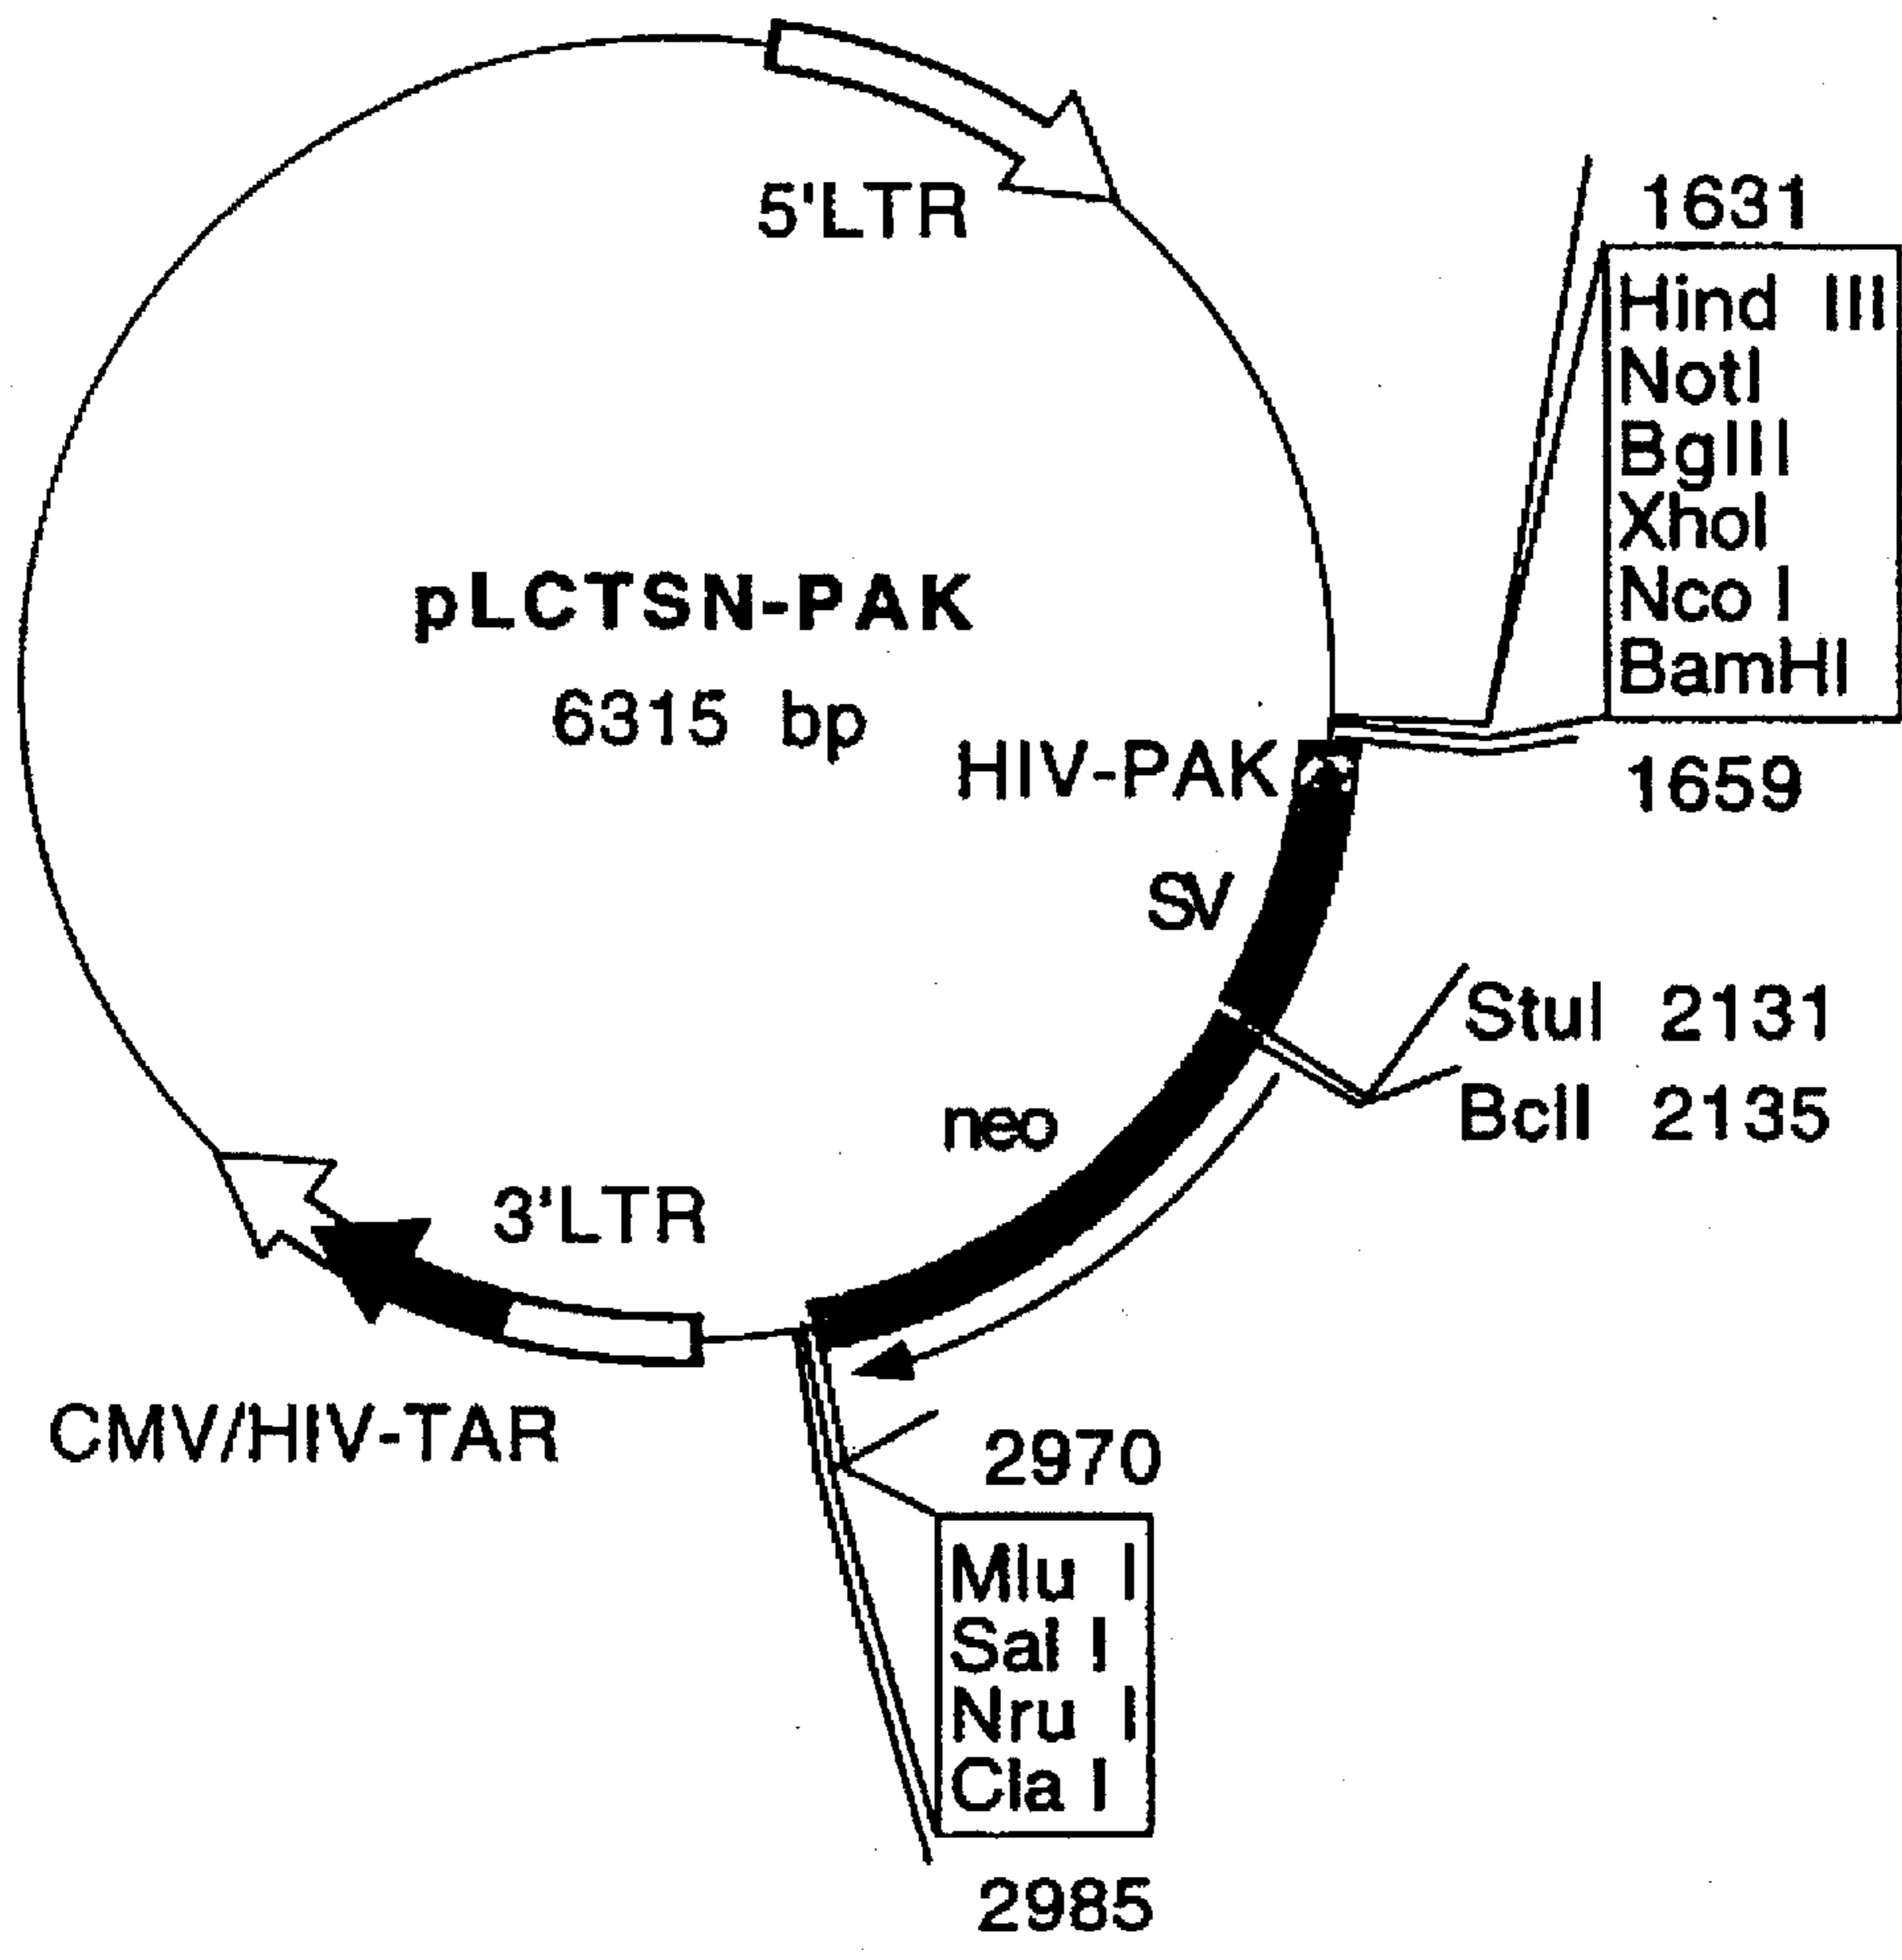 5'LTR
1631
Hind III
NotI
BglII
XhoI
Nco I
BamHI
1659
pLCTSN-PAK
6315 bp
HIV-PAK
SV
StuI 2131
BclI 2135
neo
3'LTR
CMV/HIV-TAR
2970
Mlu I
Sal I
Nru I
Cla I
2985